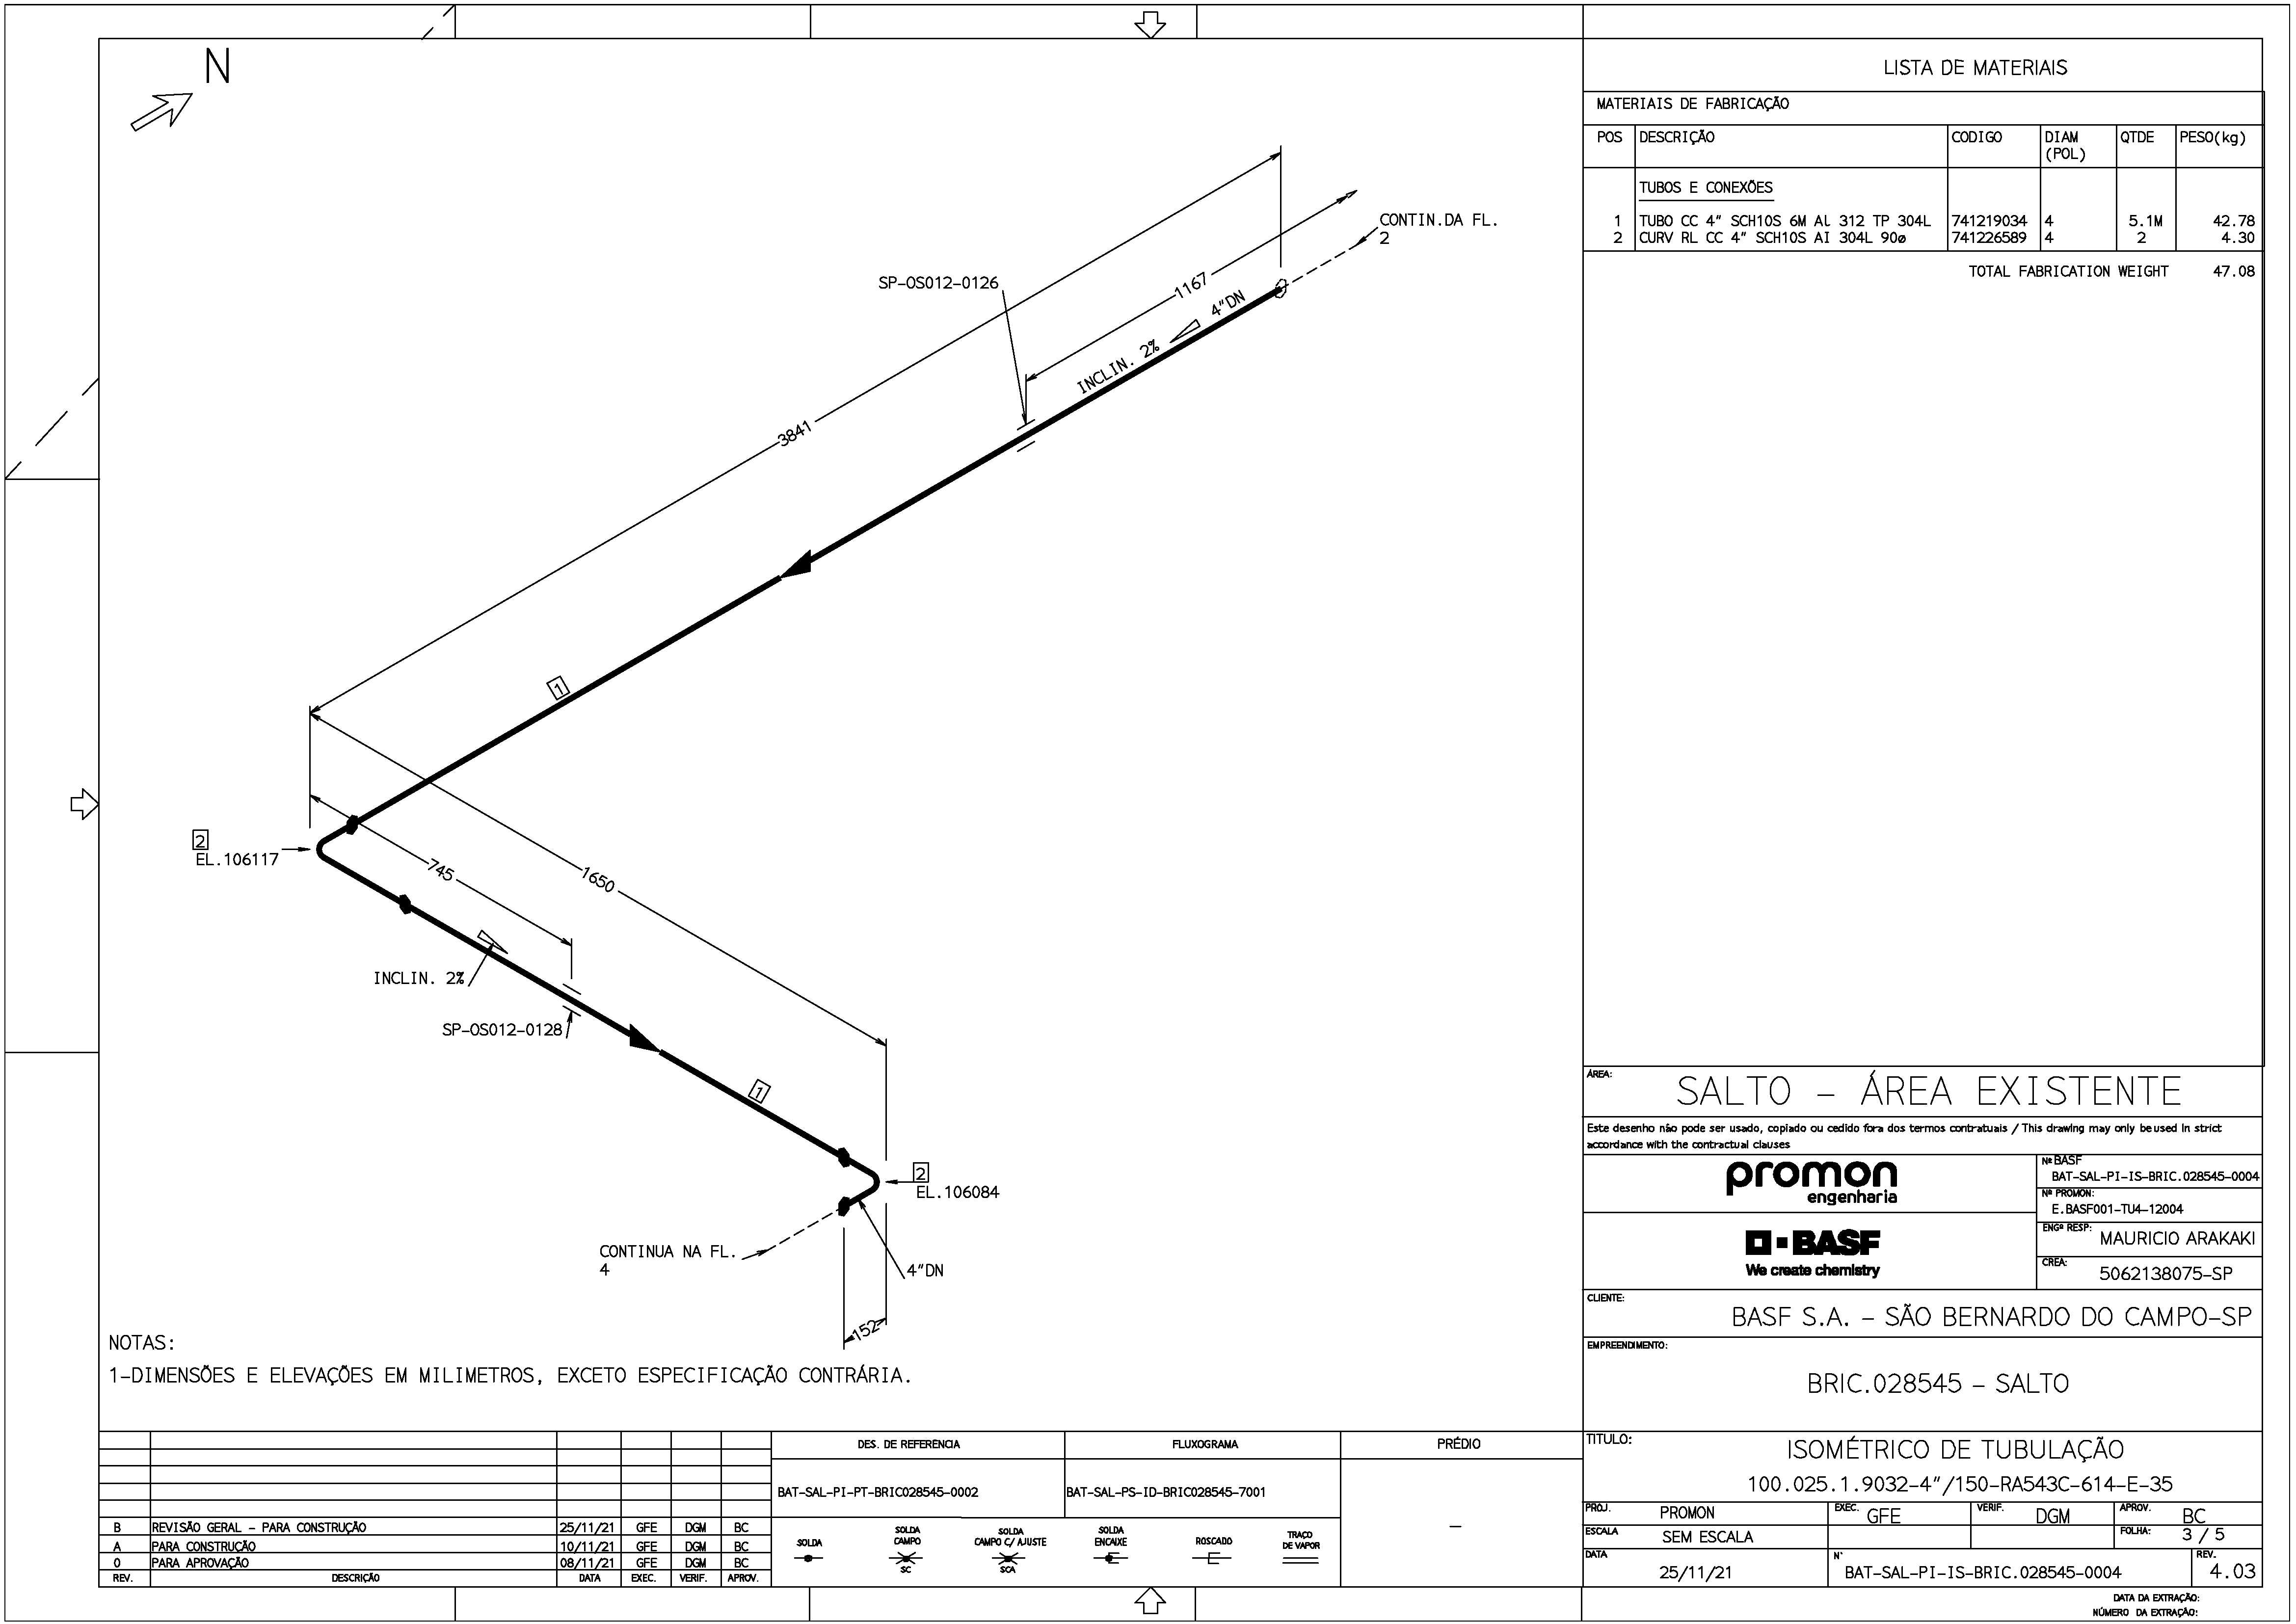 N
CONTIN.DA FL.
2
SP-OS012-0126
1167
4"DN
INCLIN. 2%
3841
1
2
EL.106117
745
1650
INCLIN. 2%
SP-OS012-0128
1
2
EL.106084
CONTINUA NA FL.
4
4"DN
152
NOTAS:
1-DIMENSÕES E ELEVAÇÕES EM MILIMETROS, EXCETO ESPECIFICAÇÃO CONTRÁRIA.
LISTA DE MATERIAIS
MATERIAIS DE FABRICAÇÃO
POS DESCRIÇÃO CODIGO DIAM (POL) QTDE PESO(kg)
TUBOS E CONEXÕES
1 TUBO CC 4" SCH10S 6M Al 312 TP 304L 741219034 4 5.1M 42.78
2 CURV RL CC 4" SCH10S AI 304L 90ø 741226589 4 2 4.30
TOTAL FABRICATION WEIGHT 47.08
ÁREA:
SALTO - ÁREA EXISTENTE
Este desenho não pode ser usado, copiado ou cedido fora dos termos contratuais / This drawing may only be used in strict
accordance with the contractual clauses
promon
engenharia
Nº BASF
BAT-SAL-PI-IS-BRIC.028545-0004
Nº PROMON:
E.BASF001-TU4-12004
BASF
We create chemistry
ENGº RESP:
MAURICIO ARAKAKI
CREA:
5062138075-SP
CLIENTE:
BASF S.A. - SÃO BERNARDO DO CAMPO-SP
EMPREENDIMENTO:
BRIC.028545 - SALTO
TITULO:
ISOMÉTRICO DE TUBULAÇÃO
100.025.1.9032-4"/150-RA543C-614-E-35
PROJ. PROMON EXEC. GFE VERIF. DGM APROV. BC
ESCALA SEM ESCALA FOLHA: 3 / 5
DATA 25/11/21 N° BAT-SAL-PI-IS-BRIC.028545-0004 REV. 4.03
DATA DA EXTRAÇÃO:
NÚMERO DA EXTRAÇÃO:
B REVISÃO GERAL - PARA CONSTRUÇÃO 25/11/21 GFE DGM BC
A PARA CONSTRUÇÃO 10/11/21 GFE DGM BC
0 PARA APROVAÇÃO 08/11/21 GFE DGM BC
REV. DESCRIÇÃO DATA EXEC. VERIF. APROV.
DES. DE REFERÊNCIA FLUXOGRAMA PRÉDIO
BAT-SAL-PI-PT-BRIC028545-0002 BAT-SAL-PS-ID-BRIC028545-7001 -
SOLDA
SOLDA CAMPO
SC
SOLDA CAMPO C/ AJUSTE
SCA
SOLDA ENCAIXE
ROSCADO
TRAÇO DE VAPOR